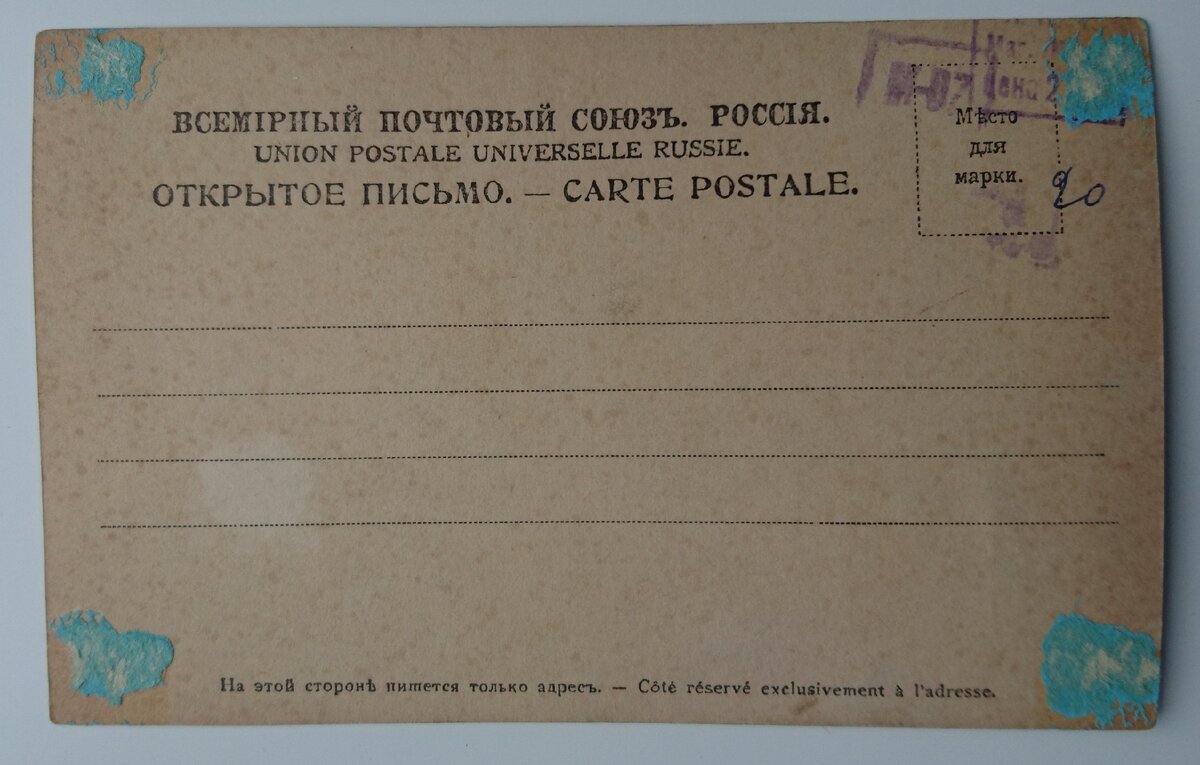 ВСЕМІРНЫЙ ПОЧТОВЫЙ СОЮЗЪ. РОССІЯ.
UNION POSTALE UNIVERSELLE RUSSIE.
ОТКРЫТОЕ ПИСЬМО. — CARTE POSTALE.
Мѣсто
для
марки.
20
На этой сторонѣ пишется только адресъ. — Côté réservé exclusivement à l'adresse.